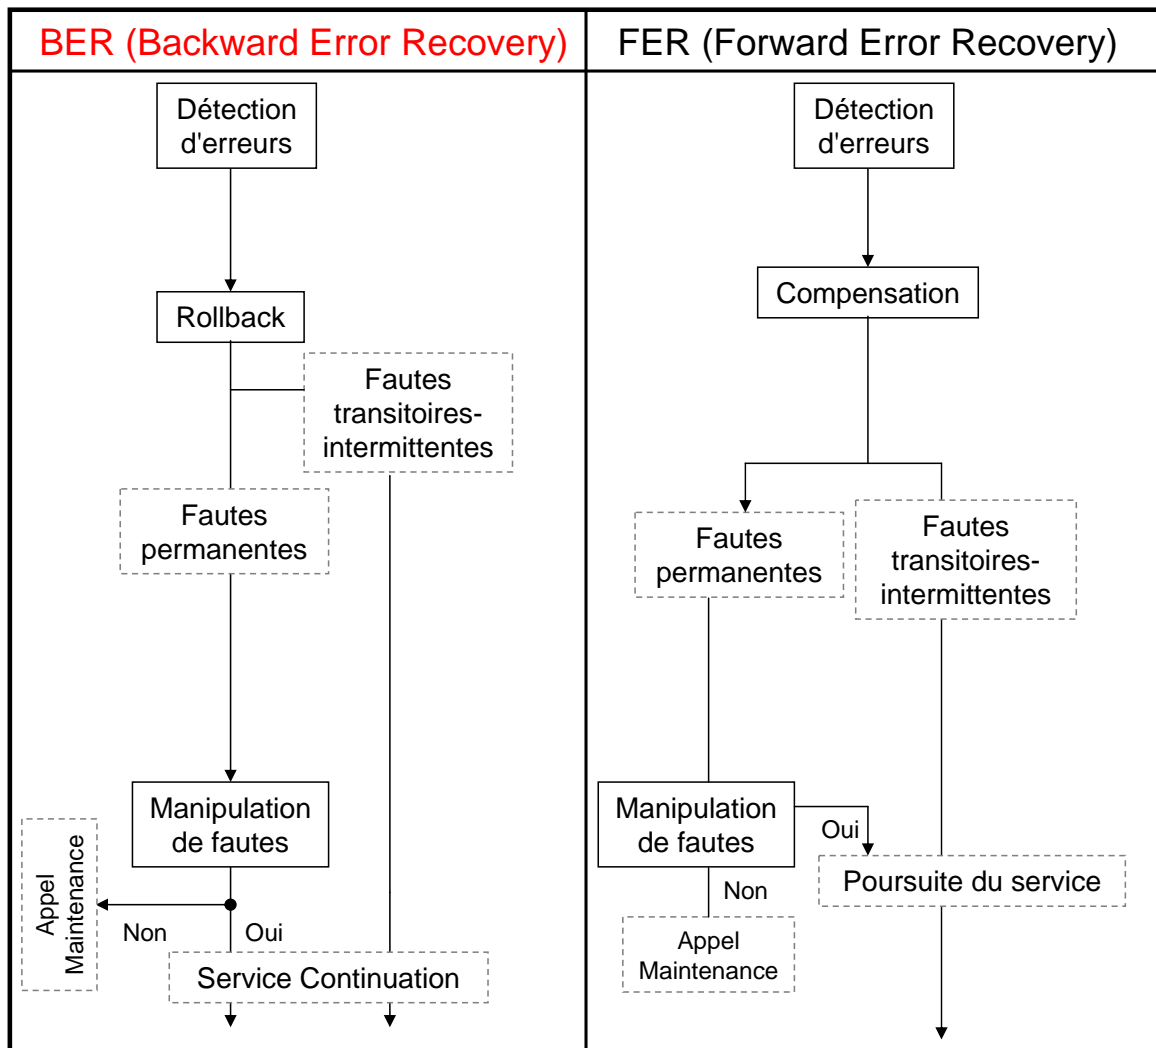 BER (Backward Error Recovery)
Détection
d'erreurs
Rollback
Fautes
transitoires-
intermittentes
Fautes
permanentes
Manipulation
de fautes
Appel
Maintenance
Non
Oui
Service Continuation
FER (Forward Error Recovery)
Détection
d'erreurs
Compensation
Fautes
permanentes
Fautes
transitoires-
intermittentes
Manipulation
de fautes
Oui
Non
Poursuite du service
Appel
Maintenance